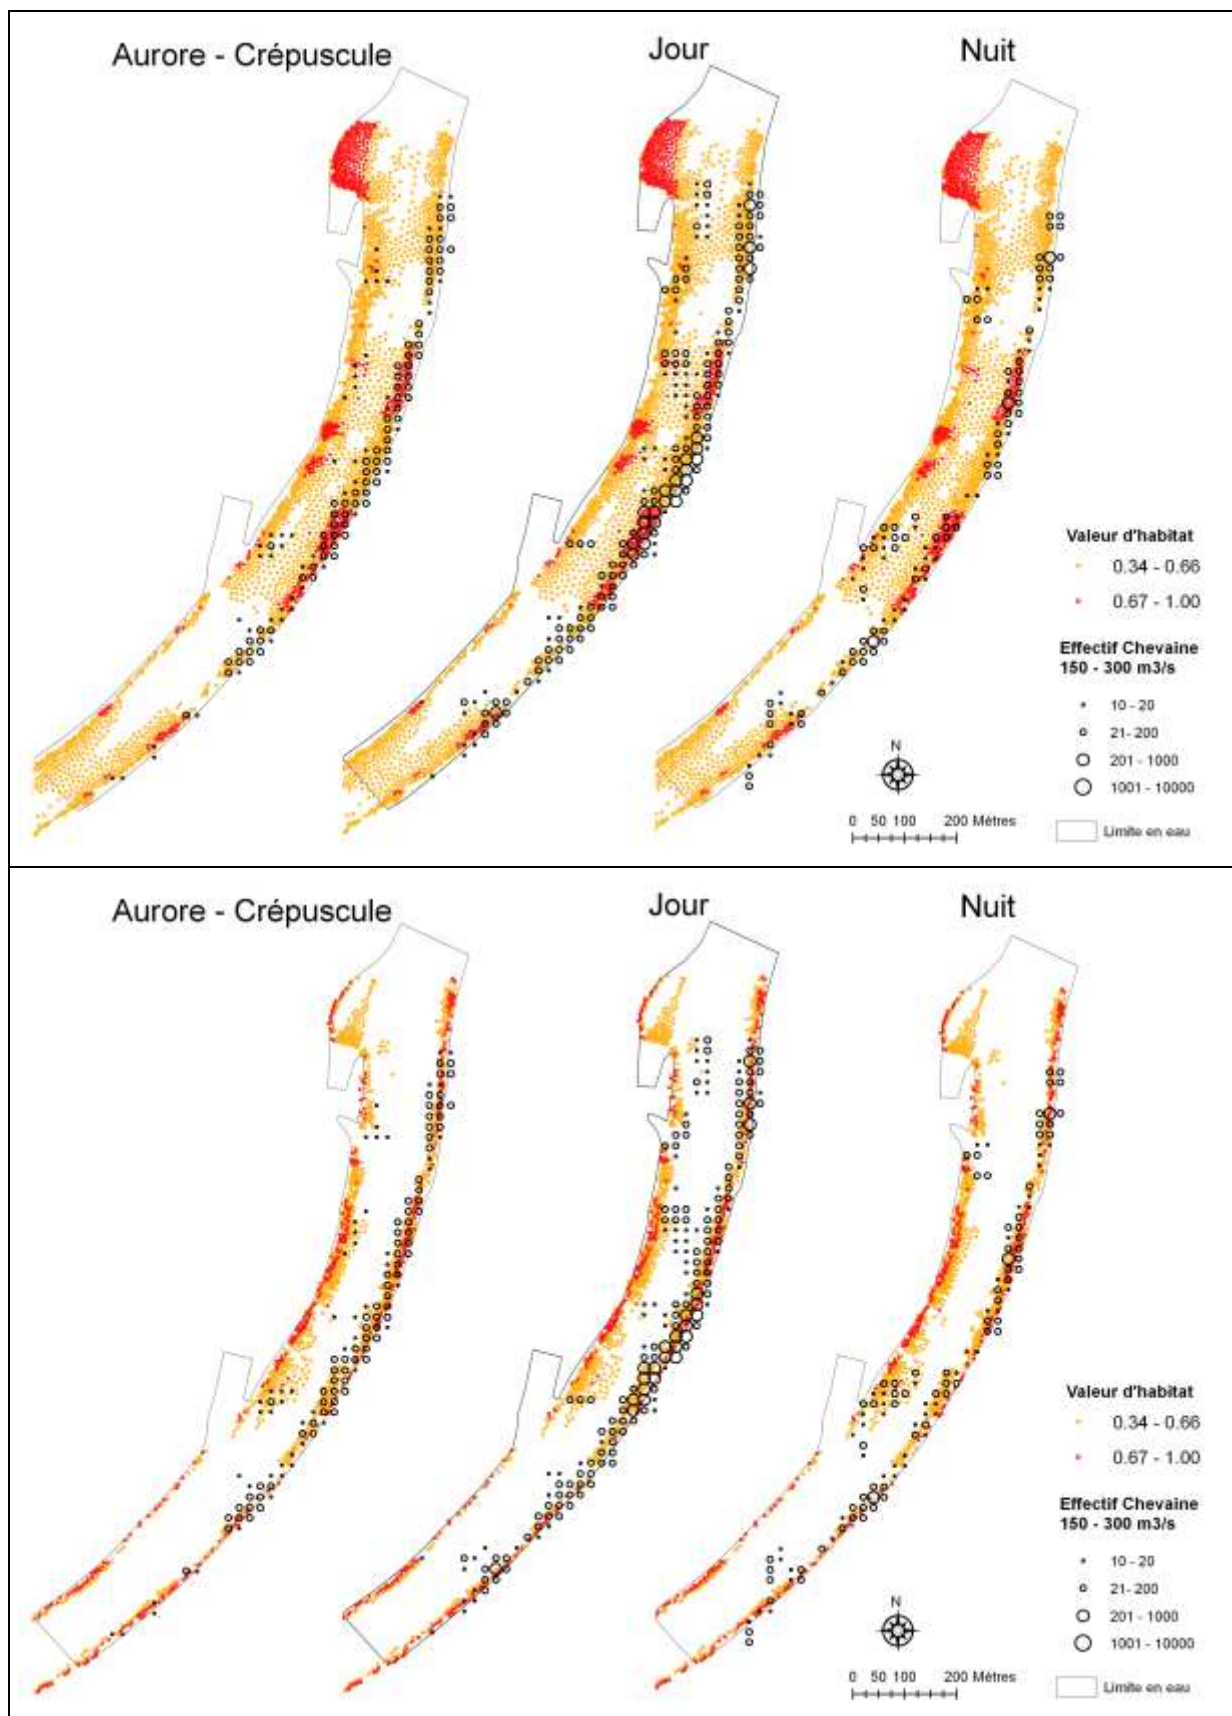 Aurore - Crépuscule
Jour
Nuit
Valeur d'habitat
0.34 - 0.66
0.67 - 1.00
Effectif Chevaine
150 - 300 m3/s
10 - 20
21- 200
201 - 1000
1001 - 10000
Limite en eau
N
0 50 100 200 Mètres
Aurore - Crépuscule
Jour
Nuit
Valeur d'habitat
0.34 - 0.66
0.67 - 1.00
Effectif Chevaine
150 - 300 m3/s
10 - 20
21- 200
201 - 1000
1001 - 10000
Limite en eau
N
0 50 100 200 Mètres